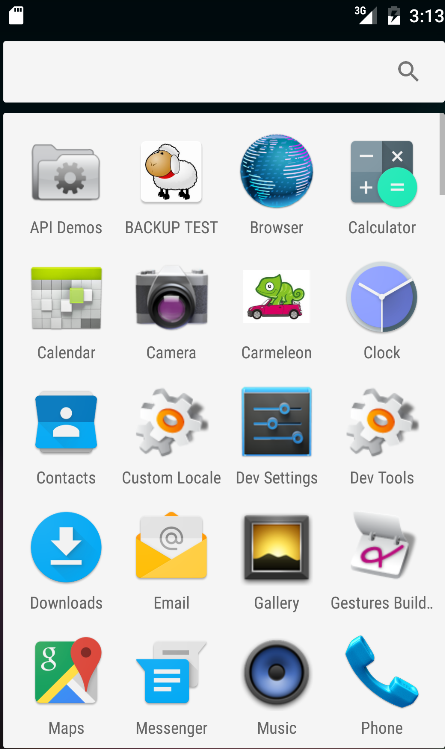 3G 3:13
API Demos BACKUP TEST Browser Calculator
Calendar Camera Carmeleon Clock
Contacts Custom Locale Dev Settings Dev Tools
@
Downloads Email Gallery Gestures Build..
g
Maps Messenger Music Phone